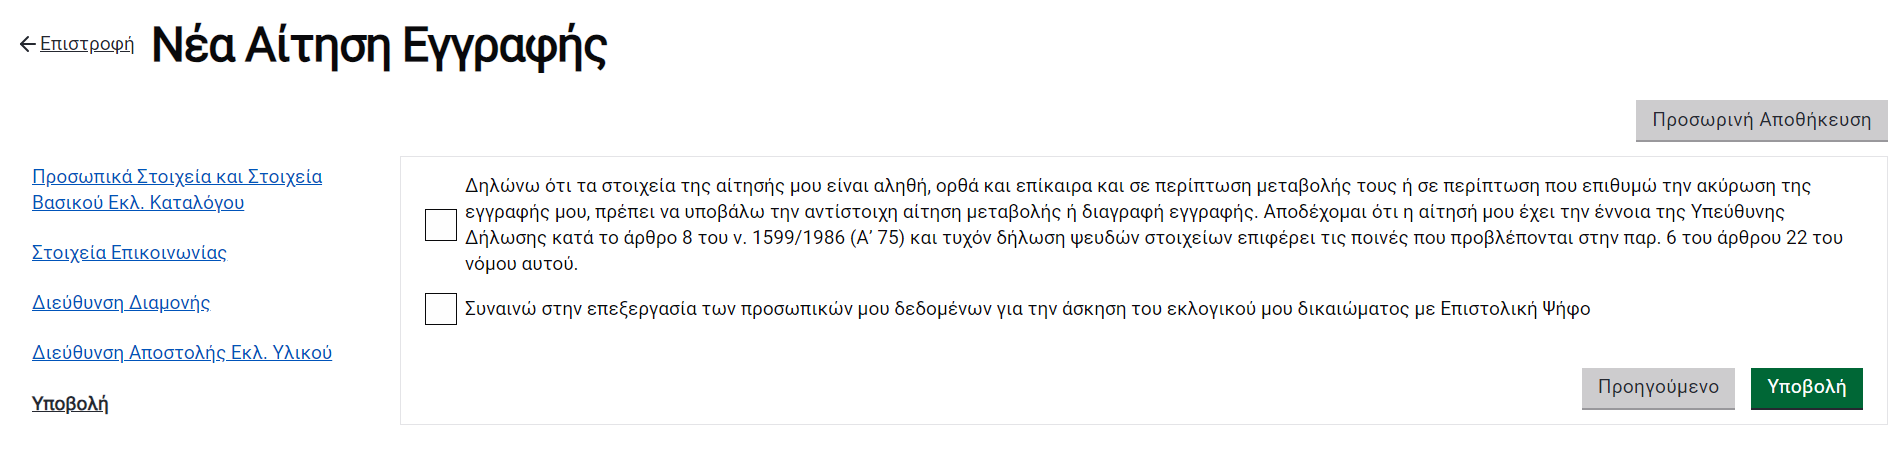 Επιστροφή Νέα Αίτηση Εγγραφής
Προσωρινή Αποθήκευση
Προσωπικά Στοιχεία και Στοιχεία
Βασικού Εκλ. Καταλόγου
Στοιχεία Επικοινωνίας
Διεύθυνση Διαμονής
Διεύθυνση Αποστολής Εκλ. Υλικού
Υποβολή
Δηλώνω ότι τα στοιχεία της αίτησής μου είναι αληθή, ορθά και επίκαιρα και σε περίπτωση μεταβολής τους ή σε περίπτωση που επιθυμώ την ακύρωση της
εγγραφής μου, πρέπει να υποβάλω την αντίστοιχη αίτηση μεταβολής ή διαγραφή εγγραφής. Αποδέχομαι ότι η αίτησή μου έχει την έννοια της Υπεύθυνης
Δήλωσης κατά το άρθρο 8 του ν. 1599/1986 (Α’ 75) και τυχόν δήλωση ψευδών στοιχείων επιφέρει τις ποινές που προβλέπονται στην παρ. 6 του άρθρου 22 του
νόμου αυτού.
Συναινώ στην επεξεργασία των προσωπικών μου δεδομένων για την άσκηση του εκλογικού μου δικαιώματος με Επιστολική Ψήφο
Προηγούμενο Υποβολή